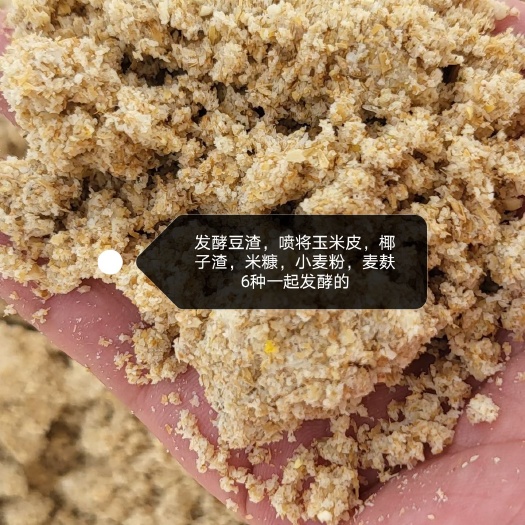 发酵豆渣，喷将玉米皮，椰
子渣，米糠，小麦粉，麦麸
6种一起发酵的